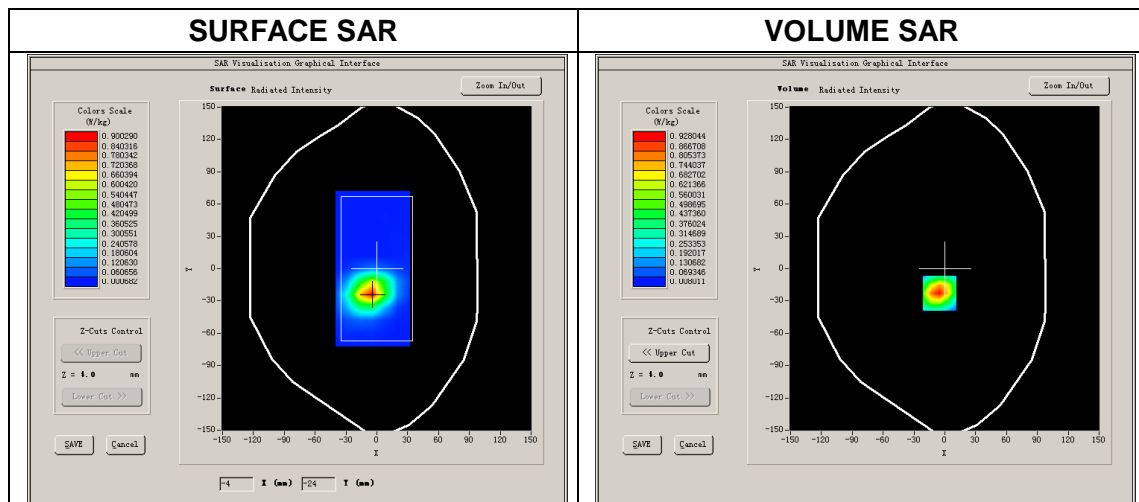 SURFACE SAR
VOLUME SAR
SAR Visualisation Graphical Interface
Surface Radiated Intensity
Zoom In/Out
Colors Scale
(W/kg)
0.900290
0.840316
0.780342
0.720368
0.660394
0.600420
0.540447
0.480473
0.420499
0.360525
0.300551
0.240578
0.180604
0.120630
0.060656
0.000682
150
120
90
60
30
0
-30
-60
-90
-120
-150
Y
-150 -120 -90 -60 -30 0 30 60 90 120 150
X
Z-Cuts Control
<< Upper Cut
Z = 4.0 mm
Lower Cut >>
SAVE Cancel
-4 X (mm) -24 Y (mm)
SAR Visualisation Graphical Interface
Volume Radiated Intensity
Zoom In/Out
Colors Scale
(W/kg)
0.928044
0.866708
0.805373
0.744037
0.682702
0.621366
0.560031
0.498695
0.437360
0.376024
0.314689
0.253353
0.192017
0.130682
0.069346
0.008011
150
120
90
60
30
0
-30
-60
-90
-120
-150
Y
-150 -120 -90 -60 -30 0 30 60 90 120 150
X
Z-Cuts Control
<< Upper Cut
Z = 4.0 mm
Lower Cut >>
SAVE Cancel